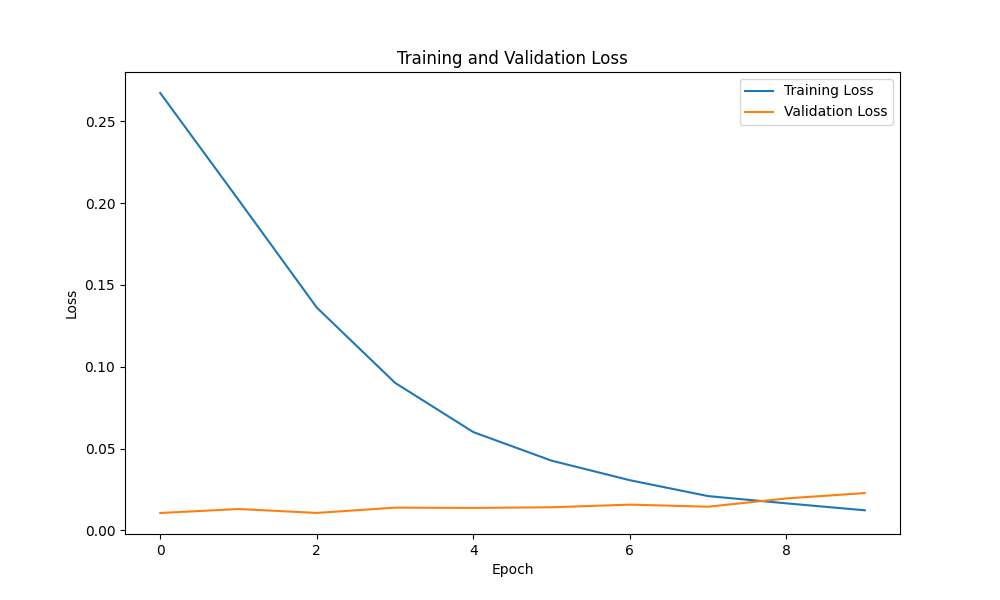 Training and Validation Loss
Training Loss
Validation Loss
0.25
0.20
0.15
0.10
0.05
0.00
Loss
0 2 4 6 8
Epoch